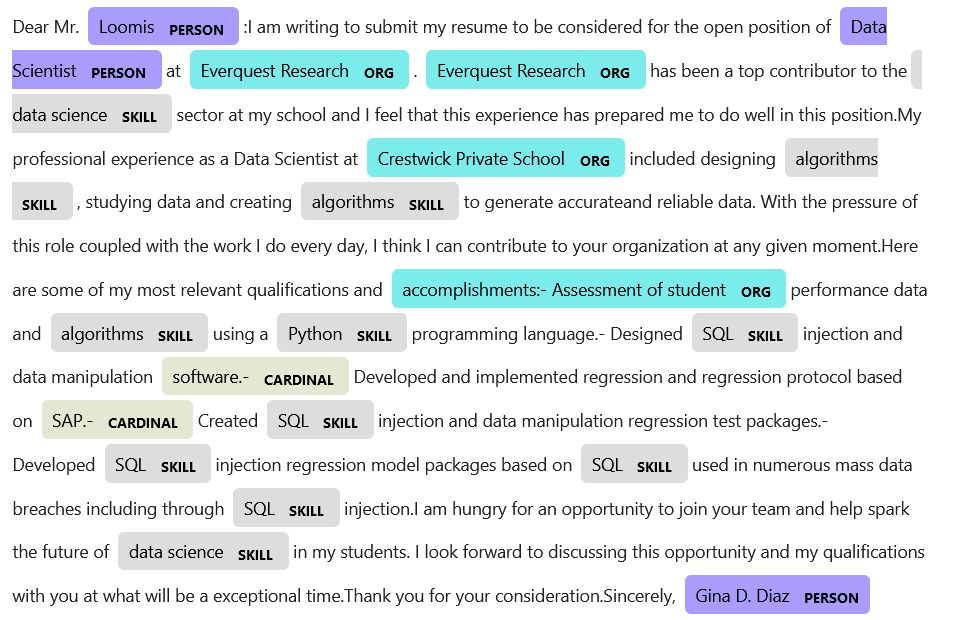 Dear Mr. Loomis PERSON :I am writing to submit my resume to be considered for the open position of Data
Scientist PERSON at Everquest Research ORG . Everquest Research ORG has been a top contributor to the
data science SKILL sector at my school and I feel that this experience has prepared me to do well in this position.My
professional experience as a Data Scientist at Crestwick Private School ORG included designing algorithms
SKILL , studying data and creating algorithms SKILL to generate accurateand reliable data. With the pressure of
this role coupled with the work I do every day, I think I can contribute to your organization at any given moment.Here
are some of my most relevant qualifications and accomplishments:- Assessment of student ORG performance data
and algorithms SKILL using a Python SKILL programming language.- Designed SQL SKILL injection and
data manipulation software.- CARDINAL Developed and implemented regression and regression protocol based
on SAP.- CARDINAL Created SQL SKILL injection and data manipulation regression test packages.-
Developed SQL SKILL injection regression model packages based on SQL SKILL used in numerous mass data
breaches including through SQL SKILL injection.I am hungry for an opportunity to join your team and help spark
the future of data science SKILL in my students. I look forward to discussing this opportunity and my qualifications
with you at what will be a exceptional time.Thank you for your consideration.Sincerely, Gina D. Diaz PERSON